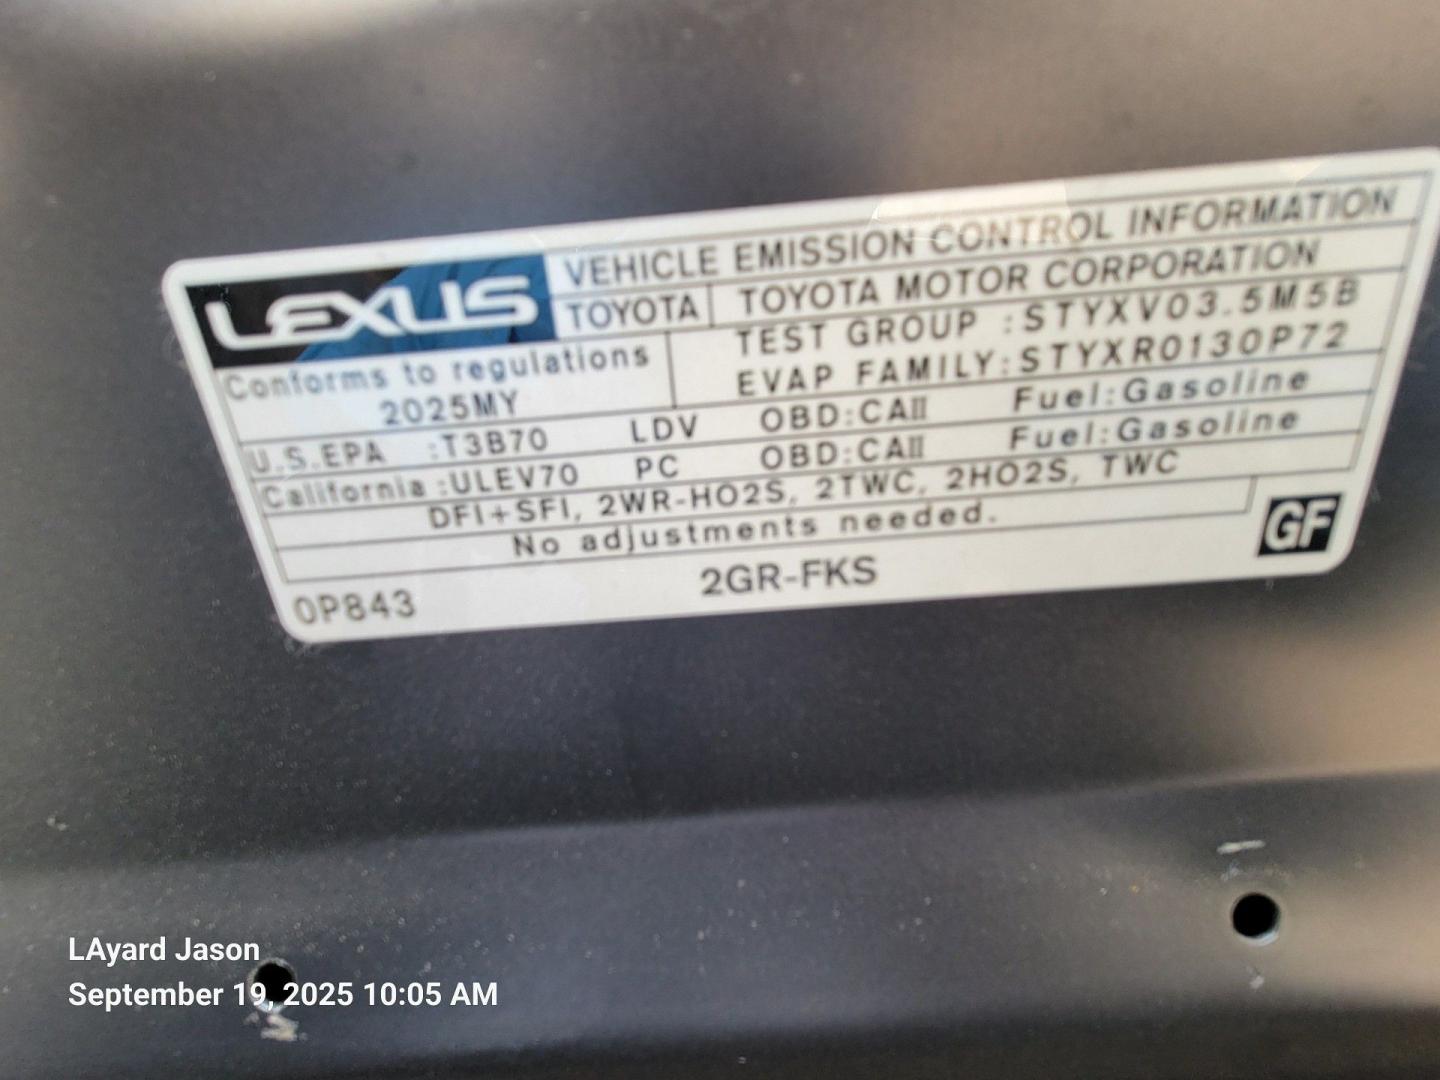 LEXUS VEHICLE EMISSION CONTROL INFORMATION
TOYOTA TOYOTA MOTOR CORPORATION
Conforms to regulations
2025MY
TEST GROUP :STYXV03.5M5B
EVAP FAMILY:STYXR0130P72
U.S.EPA :T3B70 LDV OBD:CAII Fuel:Gasoline
California :ULEV70 PC OBD:CAII Fuel:Gasoline
DFI+SFI, 2WR-HO2S, 2TWC, 2HO2S, TWC
No adjustments needed.
GF
0P843 2GR-FKS
LAyard Jason
September 19, 2025 10:05 AM